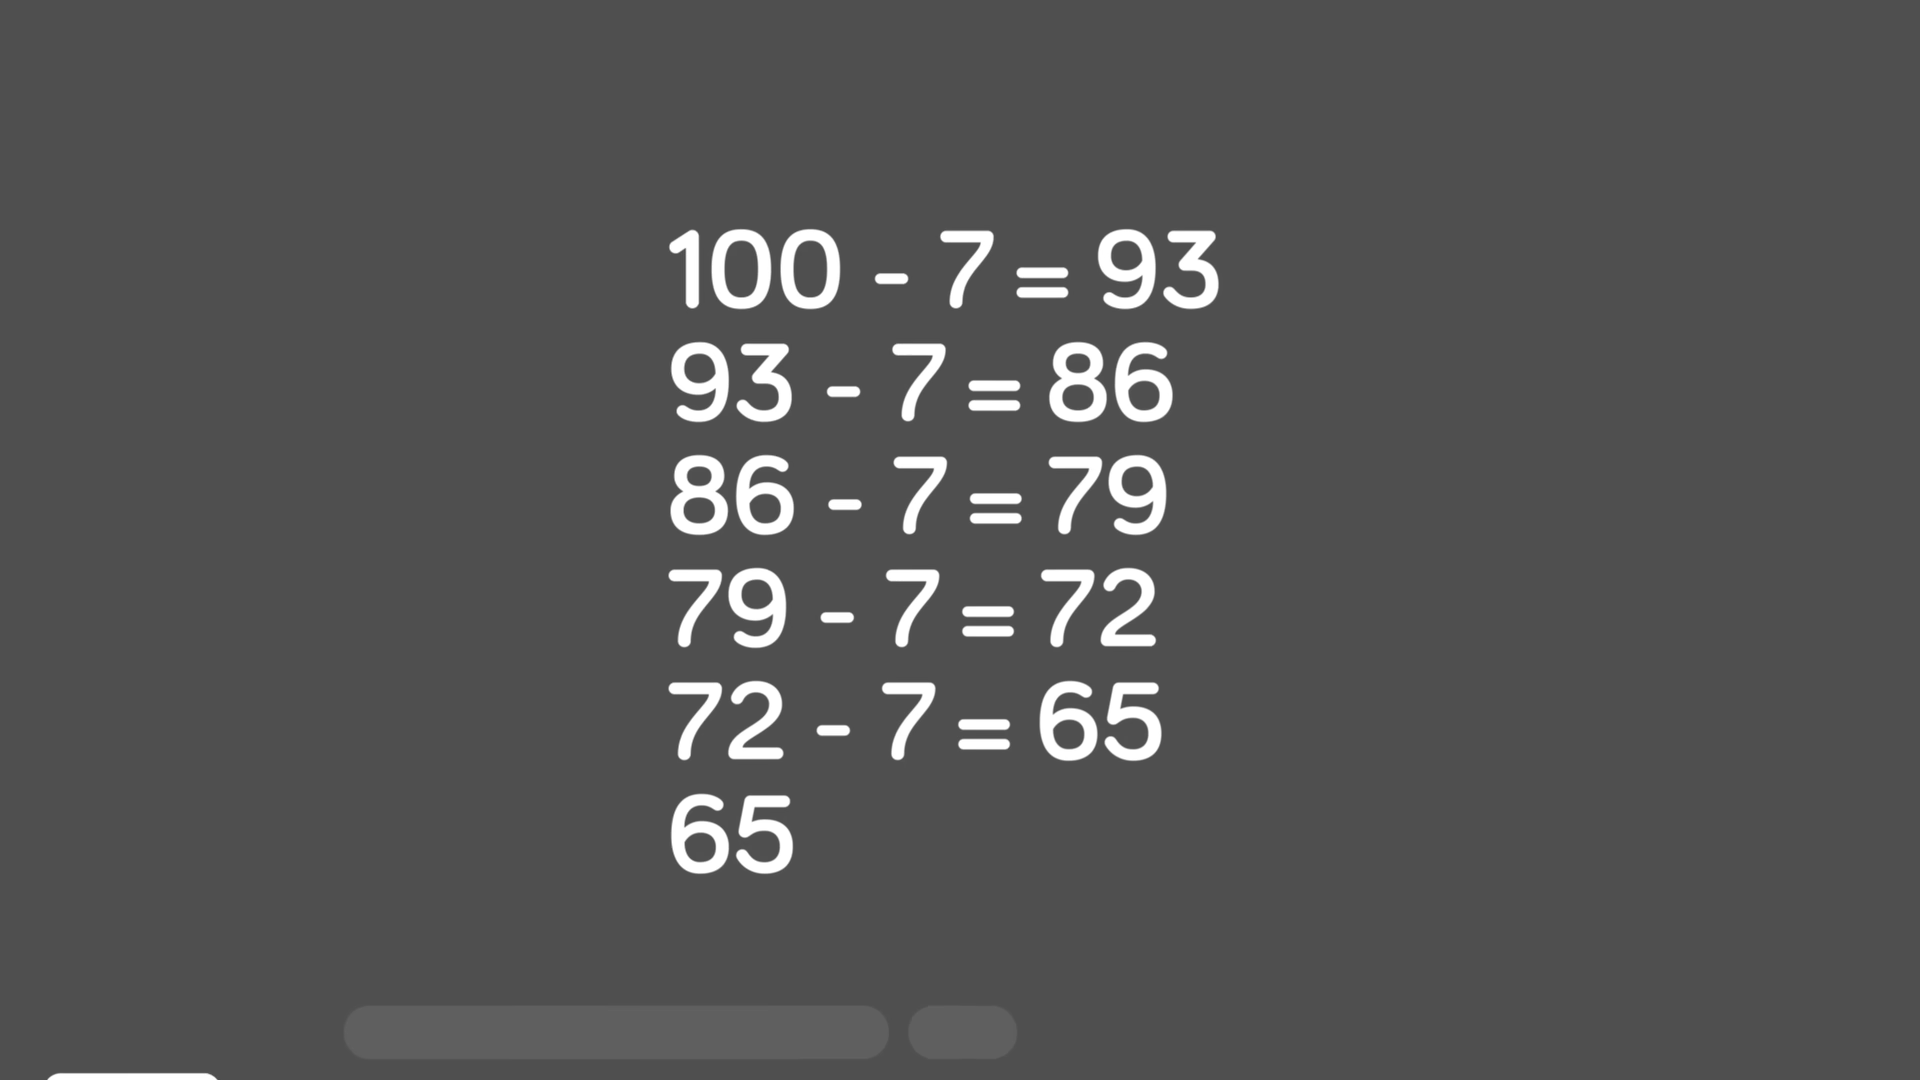 100 - 7 = 93
93 - 7 = 86
86 - 7 = 79
79 - 7 = 72
72 - 7 = 65
65